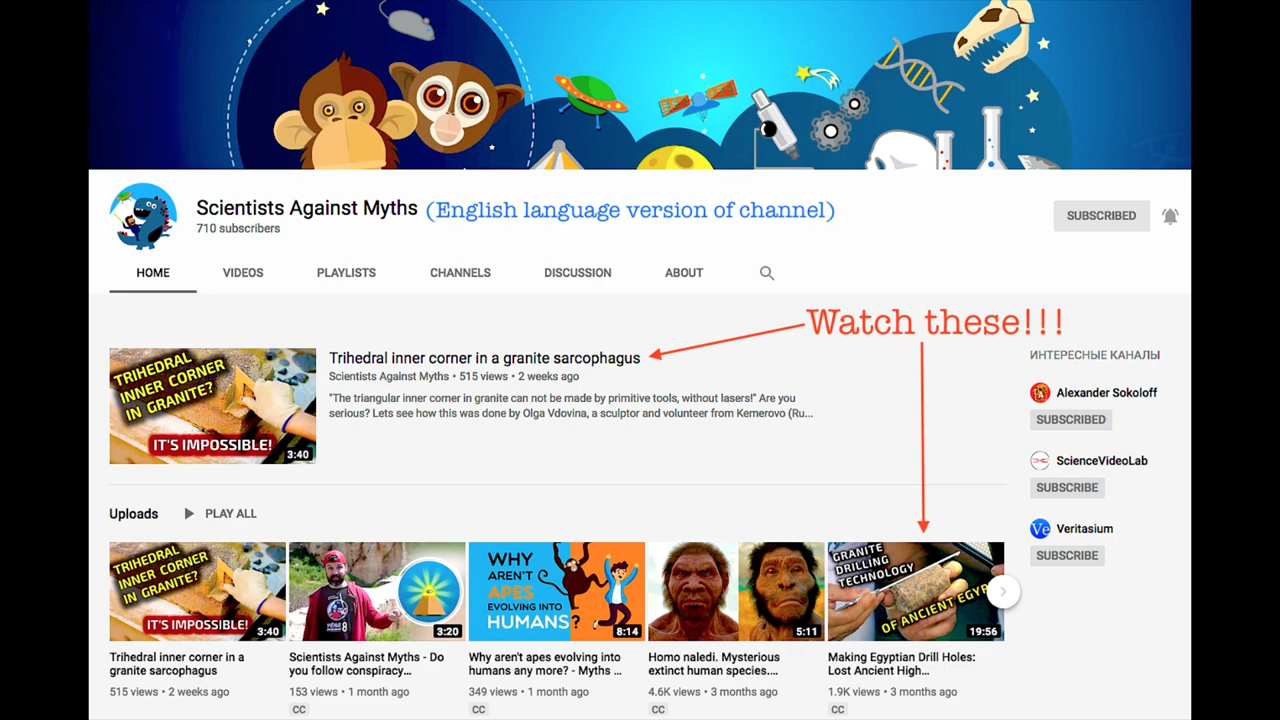 Scientists Against Myths (English language version of channel)
710 subscribers
SUBSCRIBED
HOME VIDEOS PLAYLISTS CHANNELS DISCUSSION ABOUT
Watch these!!!
TRIHEDRAL
INNER CORNER
IN GRANITE?
IT'S IMPOSSIBLE!
3:40
Trihedral inner corner in a granite sarcophagus
Scientists Against Myths • 515 views • 2 weeks ago
"The triangular inner corner in granite can not be made by primitive tools, without lasers!" Are you
serious? Lets see how this was done by Olga Vdovina, a sculptor and volunteer from Kemerovo (Ru...
ИНТЕРЕСНЫЕ КАНАЛЫ
Alexander Sokoloff
SUBSCRIBED
ScienceVideoLab
SUBSCRIBE
Ve Veritasium
SUBSCRIBE
Uploads PLAY ALL
TRIHEDRAL
INNER CORNER
IN GRANITE?
IT'S IMPOSSIBLE!
3:40
Trihedral inner corner in a
granite sarcophagus
515 views • 2 weeks ago
3:20
Scientists Against Myths - Do
you follow conspiracy...
153 views • 1 month ago
CC
WHY
AREN'T
APES
EVOLVING INTO
HUMANS?
8:14
Why aren't apes evolving into
humans any more? - Myths ...
349 views • 1 month ago
CC
5:11
Homo naledi. Mysterious
extinct human species....
4.6K views • 3 months ago
CC
GRANITE
DRILLING
TECHNOLOGY
OF ANCIENT EGYP
19:56
Making Egyptian Drill Holes:
Lost Ancient High...
1.9K views • 3 months ago
CC